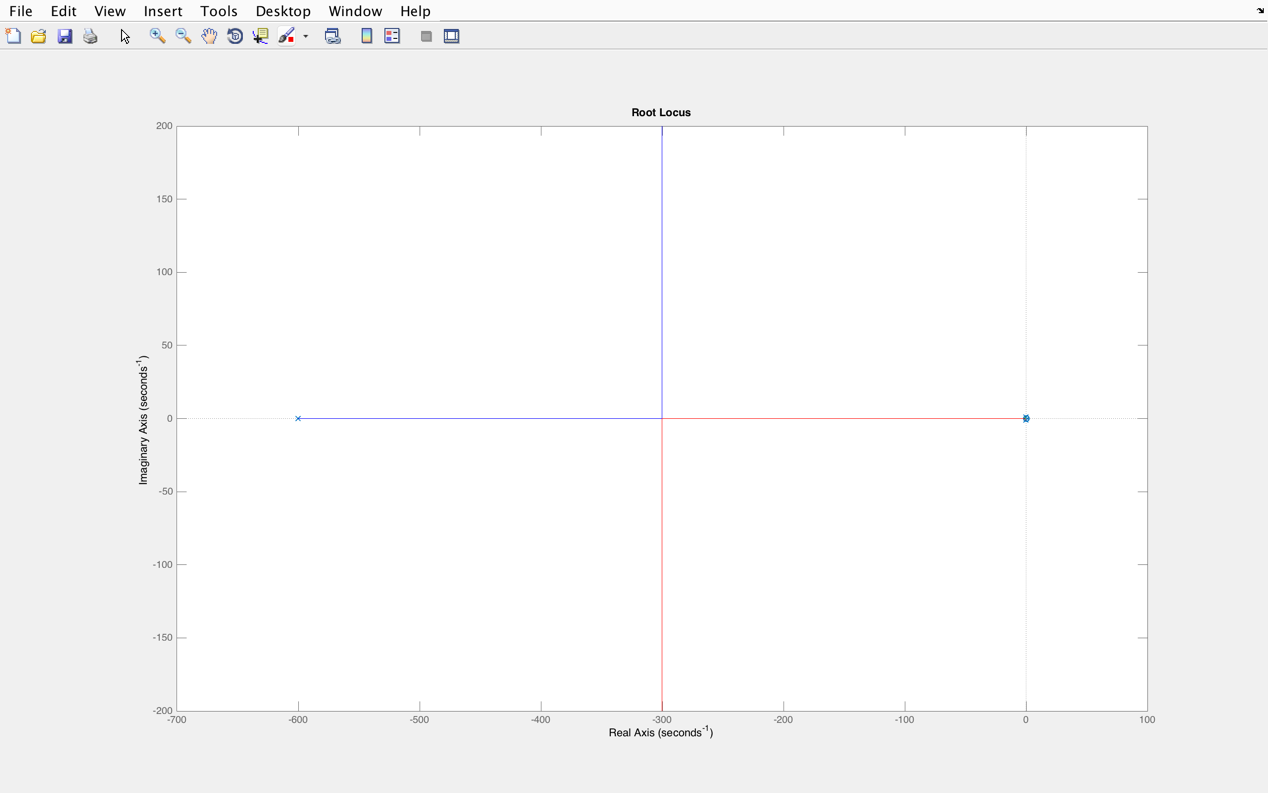 File Edit View Insert Tools Desktop Window Help
Root Locus
200
150
100
50
0
-50
-100
-150
-200
Imaginary Axis (seconds⁻¹)
-700 -600 -500 -400 -300 -200 -100 0 100
Real Axis (seconds⁻¹)